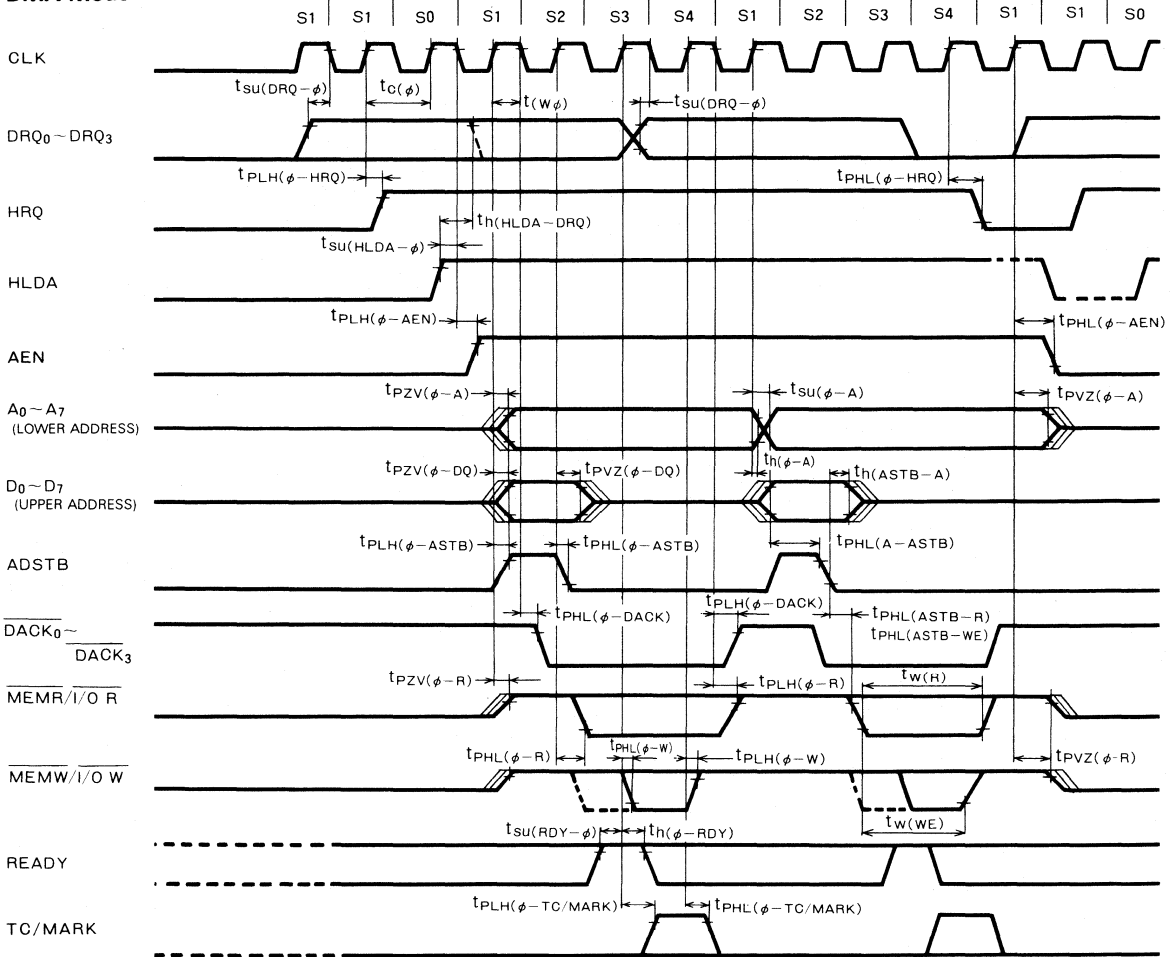 S1 S1 S0 S1 S2 S3 S4 S1 S2 S3 S4 S1 S1 S0
CLK
tsu(DRQ-φ) tC(φ) t(Wφ) tsu(DRQ-φ)
DRQ0~DRQ3
tPLH(φ-HRQ) tPHL(φ-HRQ)
HRQ
th(HLDA-DRQ)
tsu(HLDA-φ)
HLDA
tPLH(φ-AEN) tPHL(φ-AEN)
AEN
tPZV(φ-A) tsu(φ-A) tPVZ(φ-A)
A0~A7
(LOWER ADDRESS)
th(φ-A)
tPZV(φ-DQ) tPVZ(φ-DQ) th(ASTB-A)
D0~D7
(UPPER ADDRESS)
tPLH(φ-ASTB) tPHL(φ-ASTB) tPHL(A-ASTB)
ADSTB
tPHL(φ-DACK) tPLH(φ-DACK) tPHL(ASTB-R)
tPHL(ASTB-WE)
DACK0~
DACK3
tPZV(φ-R) tPLH(φ-R) tW(R)
MEMR/I/O R
tPHL(φ-R) tPHL(φ-W) tPLH(φ-W) tPVZ(φ-R)
MEMW/I/O W
tW(WE)
tsu(RDY-φ) th(φ-RDY)
READY
tPLH(φ-TC/MARK) tPHL(φ-TC/MARK)
TC/MARK